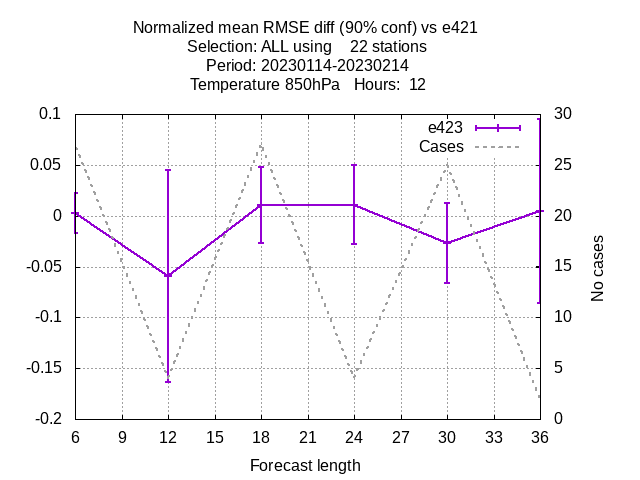 Normalized mean RMSE diff (90% conf) vs e421
Selection: ALL using    22 stations
Period: 20230114-20230214
Temperature 850hPa   Hours:  12
0.1
0.05
0
-0.05
-0.1
-0.15
-0.2
30
25
20
15
10
5
0
e423
Cases
No cases
6 9 12 15 18 21 24 27 30 33 36
Forecast length